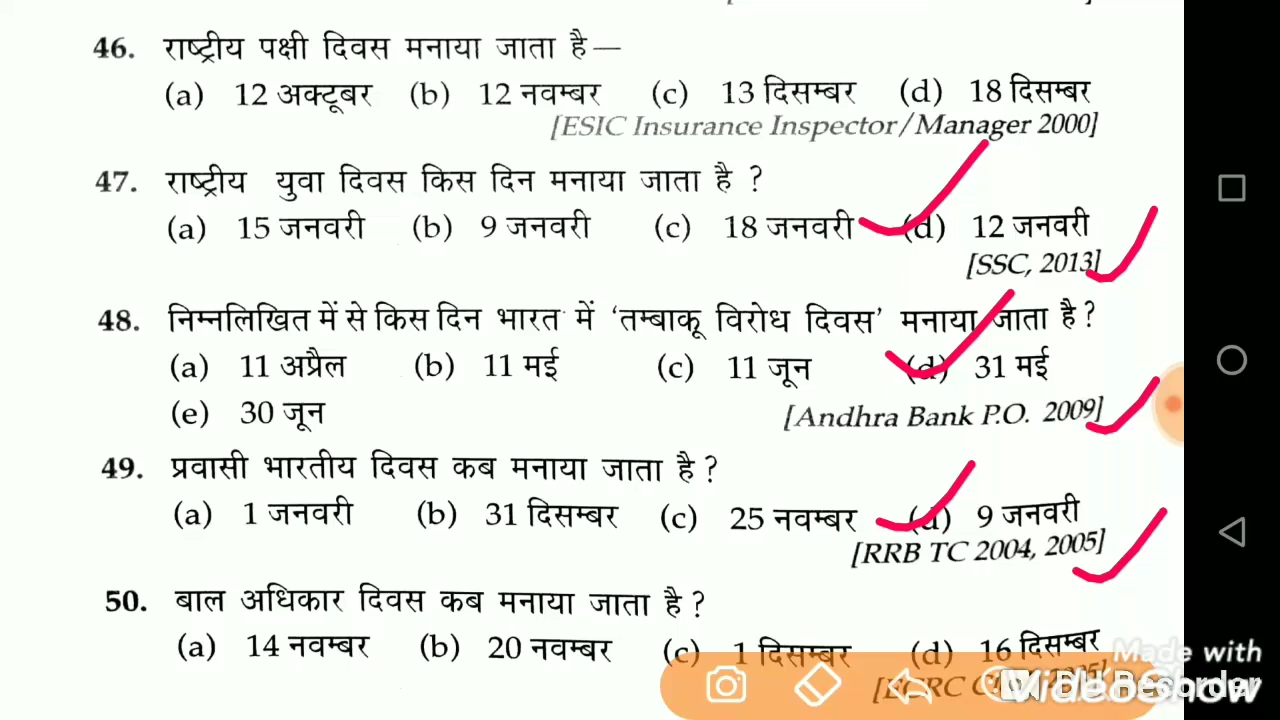 46. राष्ट्रीय पक्षी दिवस मनाया जाता है—
(a) 12 अक्टूबर (b) 12 नवम्बर (c) 13 दिसम्बर (d) 18 दिसम्बर
[ESIC Insurance Inspector/Manager 2000]
47. राष्ट्रीय युवा दिवस किस दिन मनाया जाता है ?
(a) 15 जनवरी (b) 9 जनवरी (c) 18 जनवरी (d) 12 जनवरी
[SSC, 2013]
48. निम्नलिखित में से किस दिन भारत में ‘तम्बाकू विरोध दिवस’ मनाया जाता है ?
(a) 11 अप्रैल (b) 11 मई (c) 11 जून (d) 31 मई
(e) 30 जून [Andhra Bank P.O. 2009]
49. प्रवासी भारतीय दिवस कब मनाया जाता है ?
(a) 1 जनवरी (b) 31 दिसम्बर (c) 25 नवम्बर (d) 9 जनवरी
[RRB TC 2004, 2005]
50. बाल अधिकार दिवस कब मनाया जाता है ?
(a) 14 नवम्बर (b) 20 नवम्बर (c) 1 दिसम्बर (d) 16 दिसम्बर
Made with
VideoShow